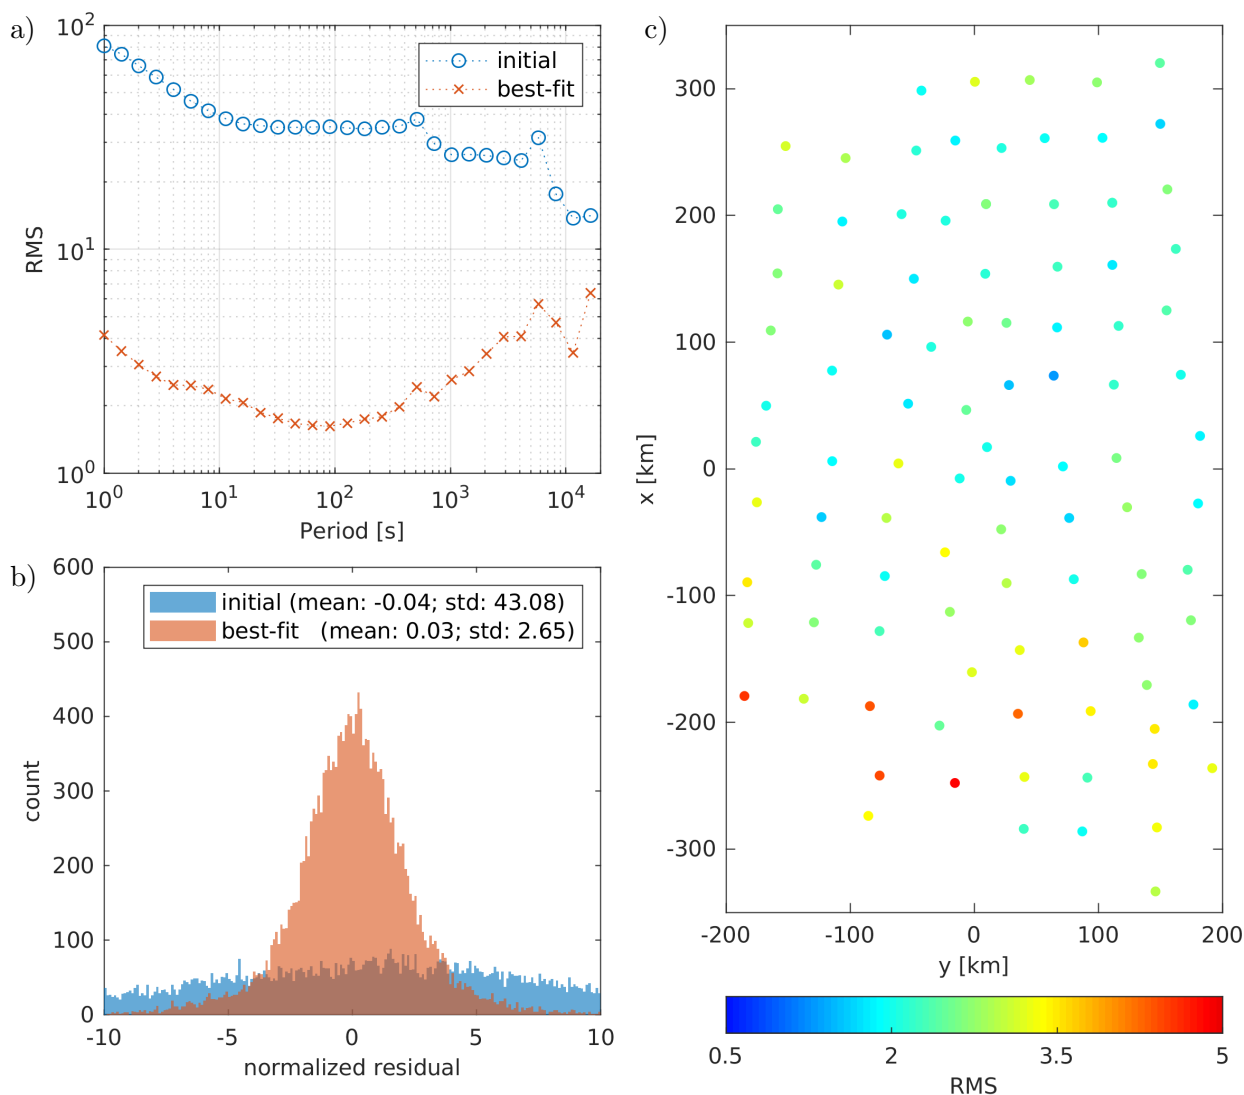 a)
10²
10¹
10⁰
RMS
initial
best-fit
10⁰ 10¹ 10² 10³ 10⁴
Period [s]
b)
600
500
400
300
200
100
0
count
initial (mean: -0.04; std: 43.08)
best-fit (mean: 0.03; std: 2.65)
-10 -5 0 5 10
normalized residual
c)
300
200
100
0
-100
-200
-300
x [km]
-200 -100 0 100 200
y [km]
0.5 2 3.5 5
RMS